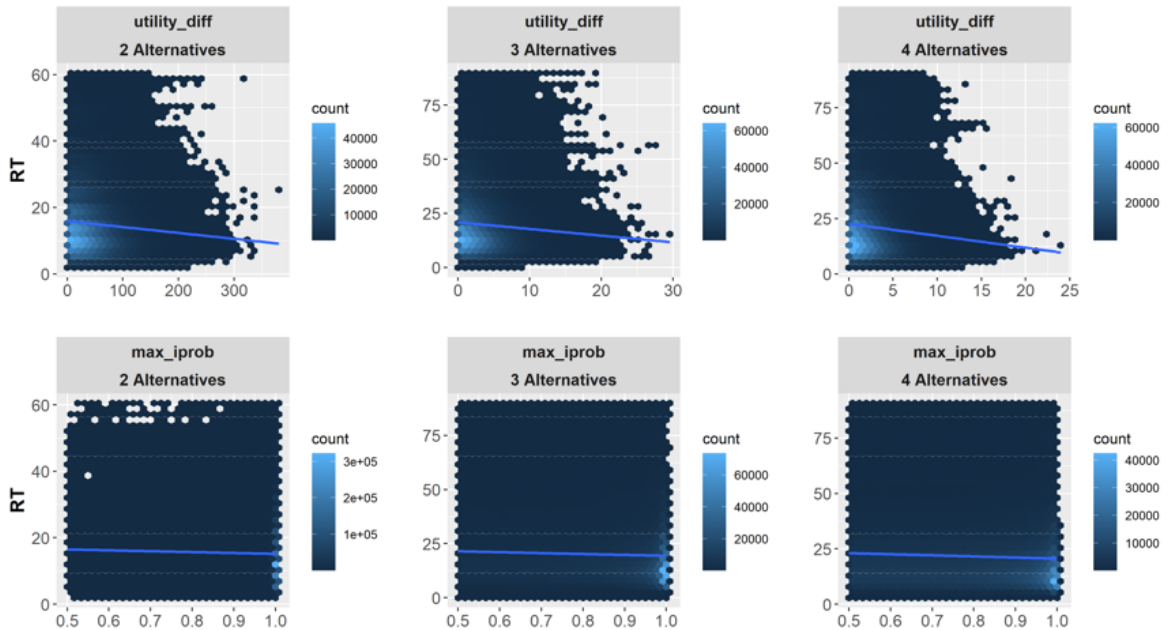 utility_diff
2 Alternatives
utility_diff
3 Alternatives
utility_diff
4 Alternatives
RT
60
40
20
0
0 100 200 300
count
40000
30000
20000
10000
75
50
25
0
0 10 20 30
count
60000
40000
20000
75
50
25
0
0 5 10 15 20 25
count
60000
40000
20000
max_iprob
2 Alternatives
max_iprob
3 Alternatives
max_iprob
4 Alternatives
RT
60
40
20
0
0.5 0.6 0.7 0.8 0.9 1.0
count
3e+05
2e+05
1e+05
75
50
25
0
0.5 0.6 0.7 0.8 0.9 1.0
count
60000
40000
20000
75
50
25
0
0.5 0.6 0.7 0.8 0.9 1.0
count
40000
30000
20000
10000